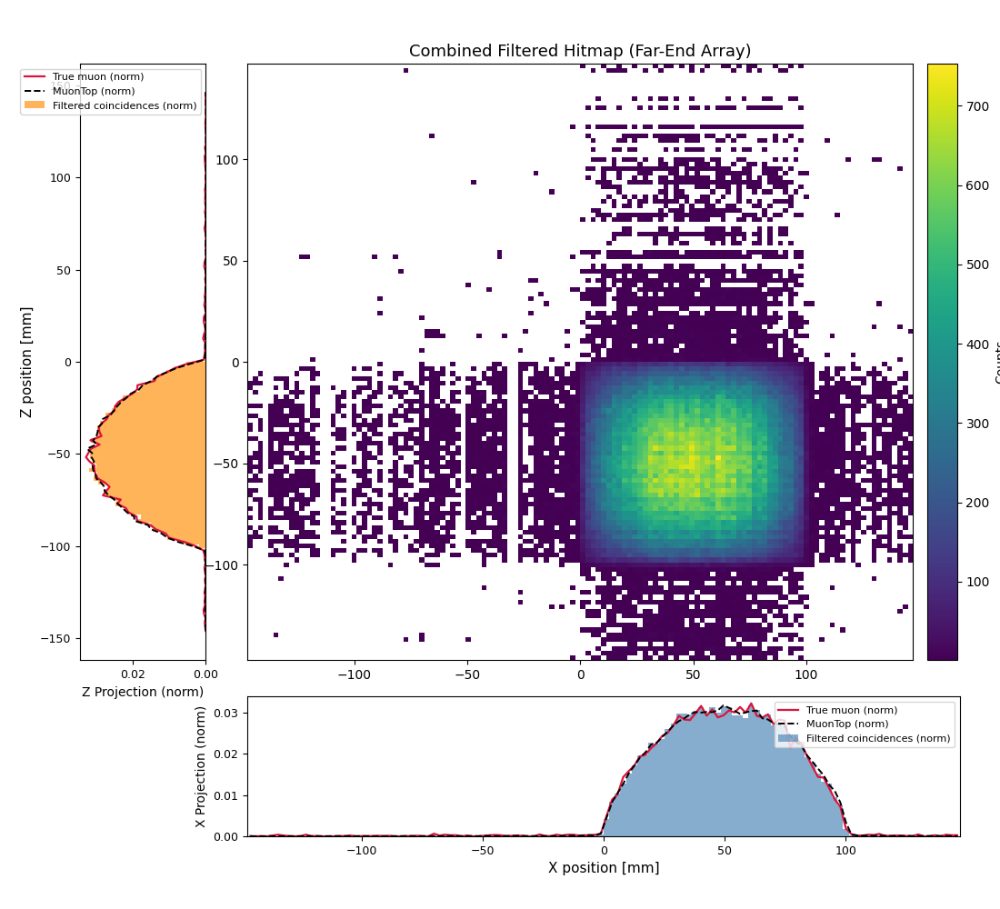 Combined Filtered Hitmap (Far-End Array)
True muon (norm)
MuonTop (norm)
Filtered coincidences (norm)
150
100
50
0
−50
−100
−150
Z position [mm]
0.02
0.00
Z Projection (norm)
100
50
0
−50
−100
−100
−50
0
50
100
700
600
500
400
300
200
100
Counts
True muon (norm)
MuonTop (norm)
Filtered coincidences (norm)
0.03
0.02
0.01
0.00
X Projection (norm)
−100
−50
0
50
100
X position [mm]